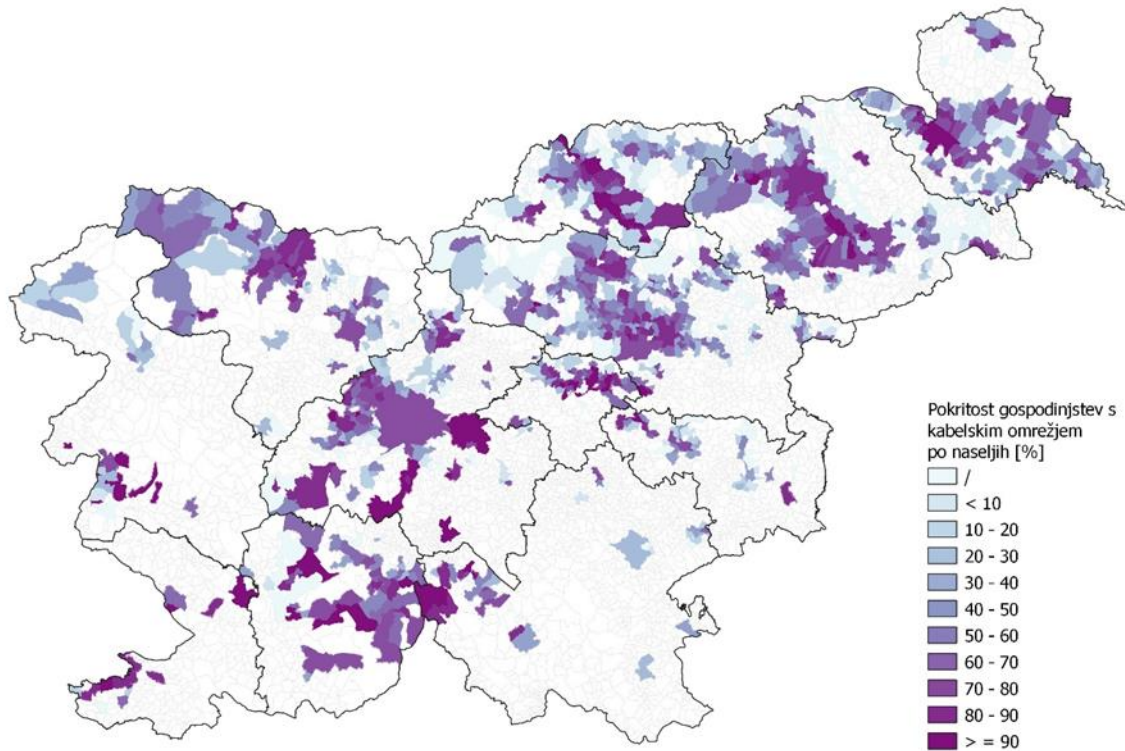 Pokritost gospodinjstev s
kabelskim omrežjem
po naseljih [%]
/
< 10
10 - 20
20 - 30
30 - 40
40 - 50
50 - 60
60 - 70
70 - 80
80 - 90
> = 90